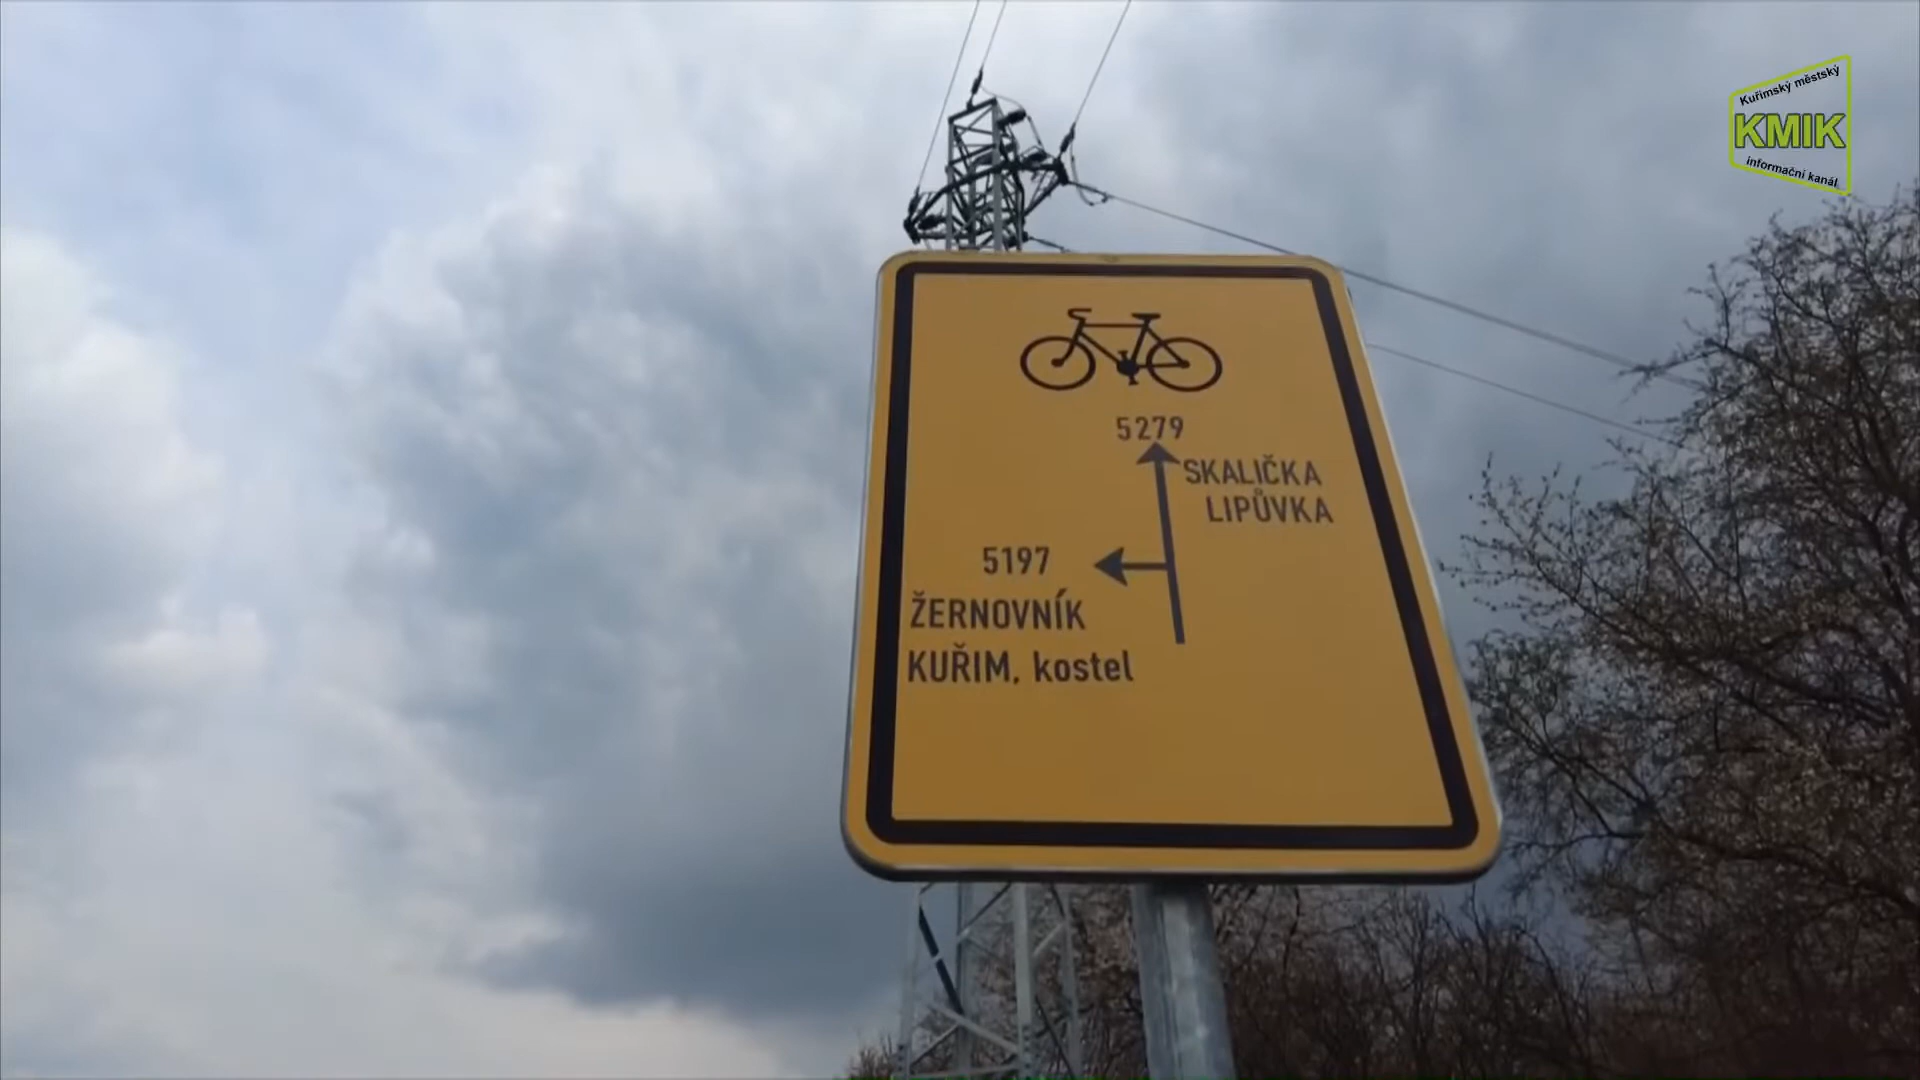 Kuřimský městský
KMIK
informační kanál
5279
SKALIČKA
LIPŮVKA
5197
ŽERNOVNÍK
KUŘIM, kostel